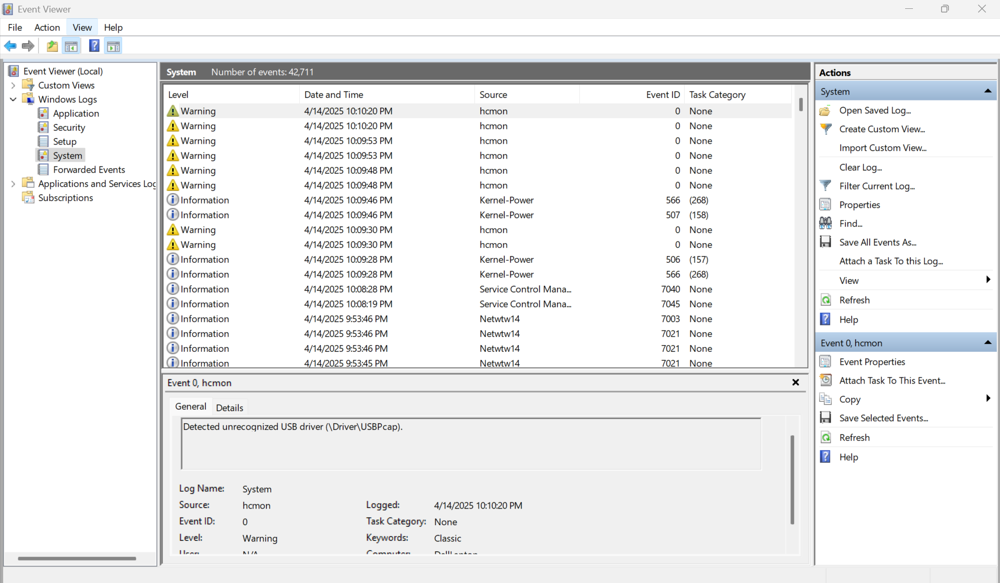 Event Viewer
File Action View Help
Event Viewer (Local)
Custom Views
Windows Logs
Application
Security
Setup
System
Forwarded Events
Applications and Services Log
Subscriptions
System Number of events: 42,711
Level Date and Time Source Event ID Task Category
Warning 4/14/2025 10:10:20 PM hcmon 0 None
Warning 4/14/2025 10:10:20 PM hcmon 0 None
Warning 4/14/2025 10:09:53 PM hcmon 0 None
Warning 4/14/2025 10:09:53 PM hcmon 0 None
Warning 4/14/2025 10:09:48 PM hcmon 0 None
Warning 4/14/2025 10:09:48 PM hcmon 0 None
Information 4/14/2025 10:09:46 PM Kernel-Power 566 (268)
Information 4/14/2025 10:09:46 PM Kernel-Power 507 (158)
Warning 4/14/2025 10:09:30 PM hcmon 0 None
Warning 4/14/2025 10:09:30 PM hcmon 0 None
Information 4/14/2025 10:09:28 PM Kernel-Power 506 (157)
Information 4/14/2025 10:09:28 PM Kernel-Power 566 (268)
Information 4/14/2025 10:08:28 PM Service Control Mana... 7040 None
Information 4/14/2025 10:08:19 PM Service Control Mana... 7045 None
Information 4/14/2025 9:53:46 PM Netwtw14 7003 None
Information 4/14/2025 9:53:46 PM Netwtw14 7021 None
Information 4/14/2025 9:53:46 PM Netwtw14 7021 None
Information 4/14/2025 9:53:45 PM Netwtw14 7021 None
Event 0, hcmon
General Details
Detected unrecognized USB driver (\Driver\USBPcap).
Log Name: System
Source: hcmon Logged: 4/14/2025 10:10:20 PM
Event ID: 0 Task Category: None
Level: Warning Keywords: Classic
User: N/A Computer: DellLaptop
Actions
System
Open Saved Log...
Create Custom View...
Import Custom View...
Clear Log...
Filter Current Log...
Properties
Find...
Save All Events As...
Attach a Task To this Log...
View
Refresh
Help
Event 0, hcmon
Event Properties
Attach Task To This Event...
Copy
Save Selected Events...
Refresh
Help